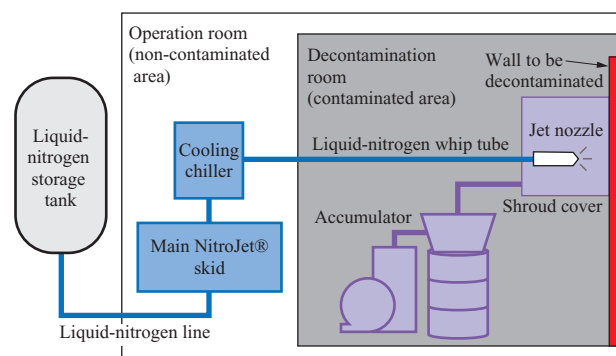 Operation room
(non-contaminated
area)
Decontamination
room
(contaminated area)
Wall to be
decontaminated
Liquid-
nitrogen
storage
tank
Cooling
chiller
Liquid-nitrogen whip tube
Jet nozzle
Shroud cover
Accumulator
Main NitroJet®
skid
Liquid-nitrogen line